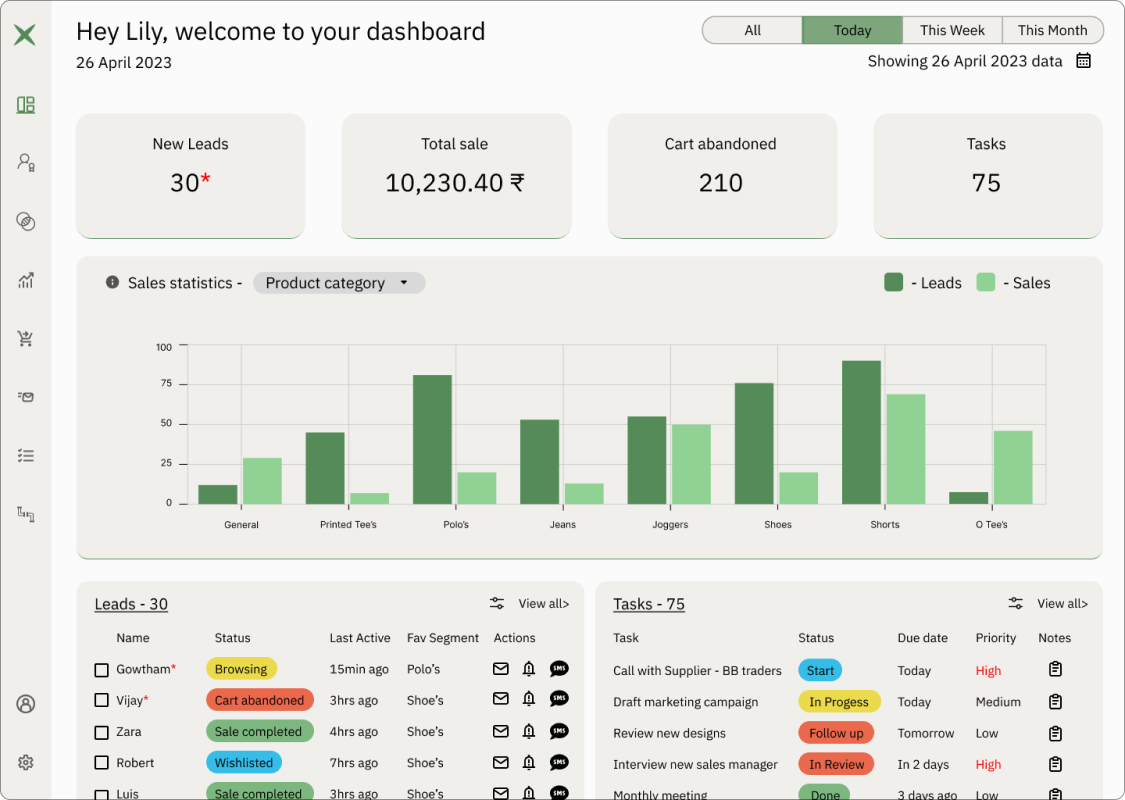 Hey Lily, welcome to your dashboard
26 April 2023
All Today This Week This Month
Showing 26 April 2023 data
New Leads
30*
Total sale
10,230.40 ₹
Cart abandoned
210
Tasks
75
Sales statistics - Product category
- Leads - Sales
100
75
50
25
0
General Printed Tee's Polo's Jeans Joggers Shoes Shorts O Tee's
Leads - 30 View all>
Name Status Last Active Fav Segment Actions
Gowtham* Browsing 15min ago Polo's SMS
Vijay* Cart abandoned 3hrs ago Shoe's SMS
Zara Sale completed 4hrs ago Shoe's SMS
Robert Wishlisted 7hrs ago Shoe's SMS
Luis Sale completed 3hrs ago Shoe's SMS
Tasks - 75 View all>
Task Status Due date Priority Notes
Call with Supplier - BB traders Start Today High
Draft marketing campaign In Progess Today Medium
Review new designs Follow up Tomorrow Low
Interview new sales manager In Review In 2 days High
Monthly meeting Done 3 days ago Low